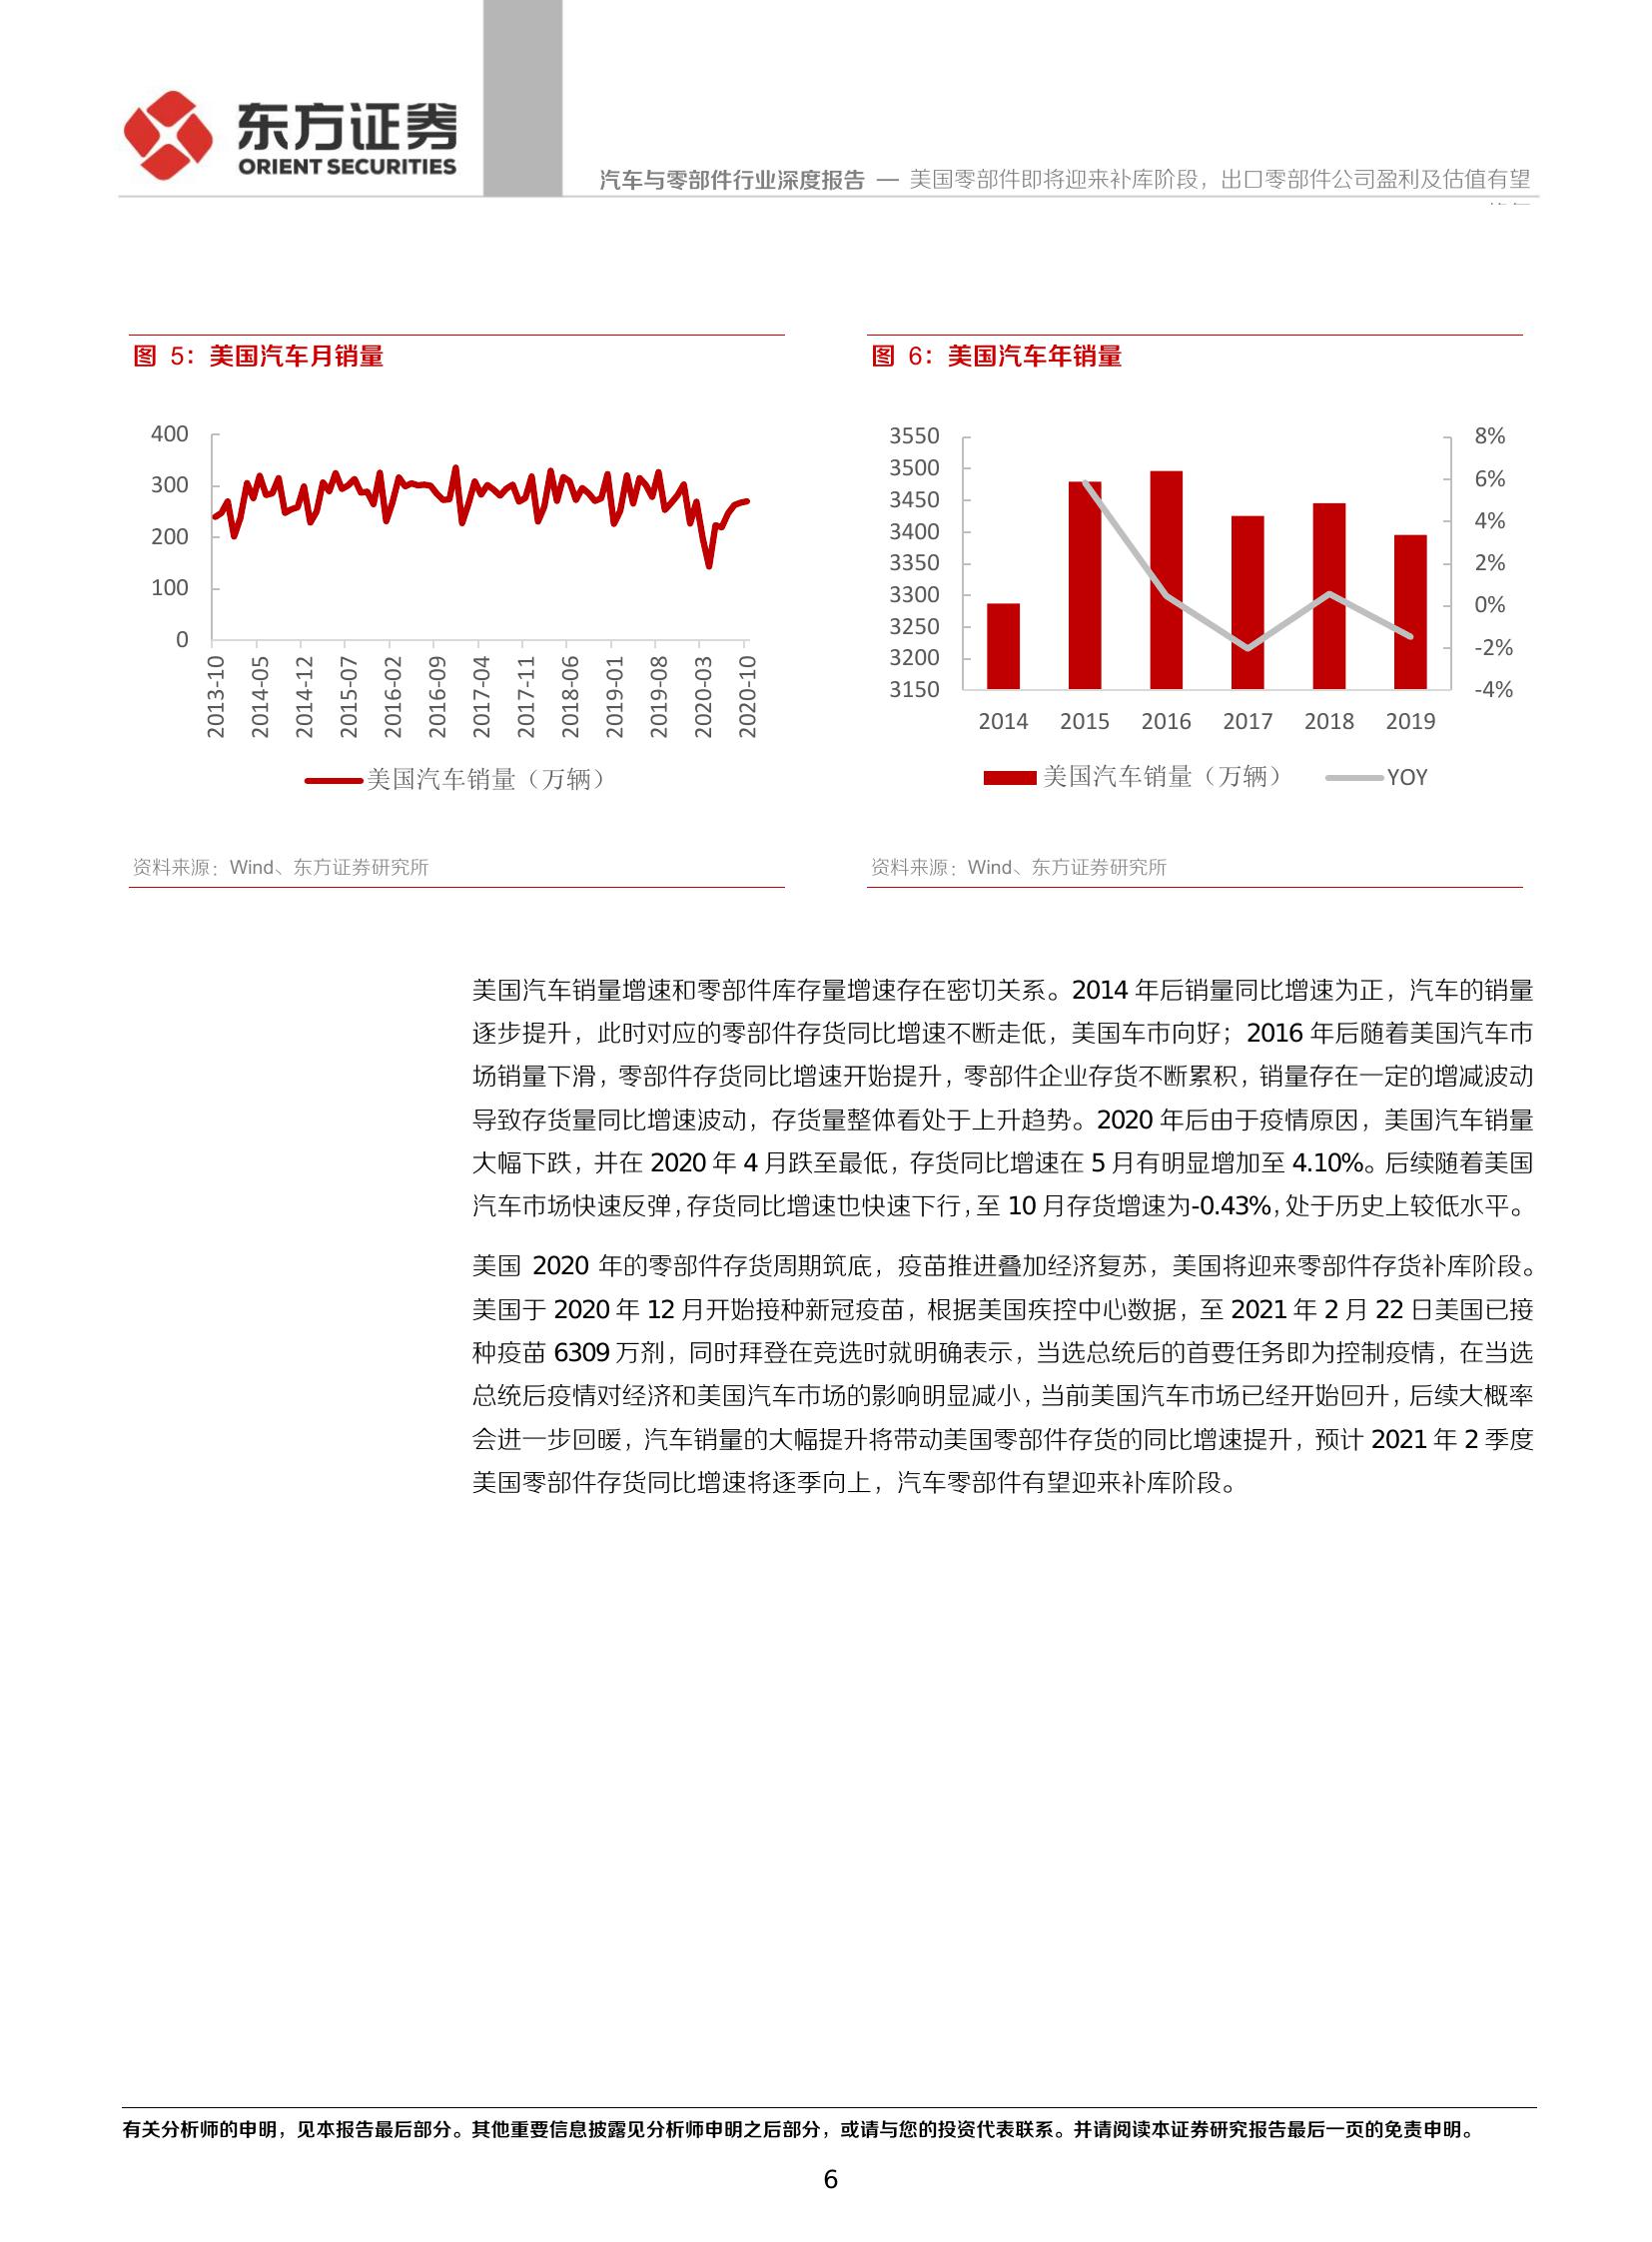 东方证券
ORIENT SECURITIES
汽车与零部件行业深度报告 — 美国零部件即将迎来补库阶段，出口零部件公司盈利及估值有望
图 5：美国汽车月销量
400
300
200
100
0
2013-10
2014-05
2014-12
2015-07
2016-02
2016-09
2017-04
2017-11
2018-06
2019-01
2019-08
2020-03
2020-10
美国汽车销量（万辆）
资料来源：Wind、东方证券研究所
图 6：美国汽车年销量
3550
3500
3450
3400
3350
3300
3250
3200
3150
8%
6%
4%
2%
0%
-2%
-4%
2014 2015 2016 2017 2018 2019
美国汽车销量（万辆） YOY
资料来源：Wind、东方证券研究所
美国汽车销量增速和零部件库存量增速存在密切关系。2014 年后销量同比增速为正，汽车的销量
逐步提升，此时对应的零部件存货同比增速不断走低，美国车市向好；2016 年后随着美国汽车市
场销量下滑，零部件存货同比增速开始提升，零部件企业存货不断累积，销量存在一定的增减波动
导致存货量同比增速波动，存货量整体看处于上升趋势。2020 年后由于疫情原因，美国汽车销量
大幅下跌，并在 2020 年 4 月跌至最低，存货同比增速在 5 月有明显增加至 4.10%。后续随着美国
汽车市场快速反弹，存货同比增速也快速下行，至 10 月存货增速为-0.43%，处于历史上较低水平。
美国 2020 年的零部件存货周期筑底，疫苗推进叠加经济复苏，美国将迎来零部件存货补库阶段。
美国于 2020 年 12 月开始接种新冠疫苗，根据美国疾控中心数据，至 2021 年 2 月 22 日美国已接
种疫苗 6309 万剂，同时拜登在竞选时就明确表示，当选总统后的首要任务即为控制疫情，在当选
总统后疫情对经济和美国汽车市场的影响明显减小，当前美国汽车市场已经开始回升，后续大概率
会进一步回暖，汽车销量的大幅提升将带动美国零部件存货的同比增速提升，预计 2021 年 2 季度
美国零部件存货同比增速将逐季向上，汽车零部件有望迎来补库阶段。
有关分析师的申明，见本报告最后部分。其他重要信息披露见分析师申明之后部分，或请与您的投资代表联系。并请阅读本证券研究报告最后一页的免责申明。
6